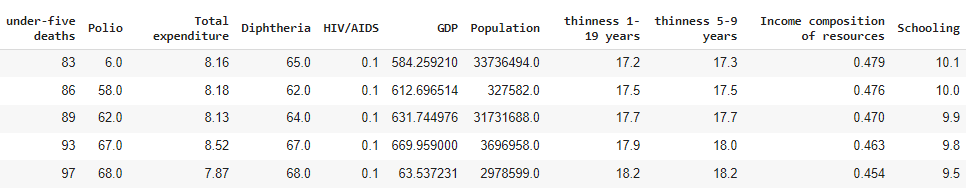 under-five deaths Polio Total expenditure Diphtheria HIV/AIDS GDP Population thinness 1-19 years thinness 5-9 years Income composition of resources Schooling
83 6.0 8.16 65.0 0.1 584.259210 33736494.0 17.2 17.3 0.479 10.1
86 58.0 8.18 62.0 0.1 612.696514 327582.0 17.5 17.5 0.476 10.0
89 62.0 8.13 64.0 0.1 631.744976 31731688.0 17.7 17.7 0.470 9.9
93 67.0 8.52 67.0 0.1 669.959000 3696958.0 17.9 18.0 0.463 9.8
97 68.0 7.87 68.0 0.1 63.537231 2978599.0 18.2 18.2 0.454 9.5